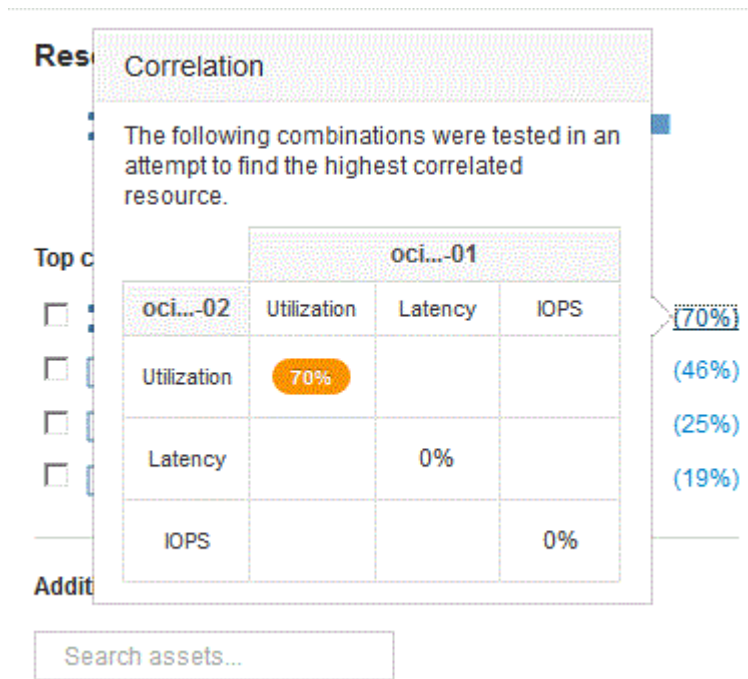 Res
Correlation
The following combinations were tested in an
attempt to find the highest correlated
resource.
Top c
oci...-01
oci...-02 Utilization Latency IOPS
(70%)
Utilization 70%
(46%)
(25%)
Latency 0%
(19%)
IOPS 0%
Addit
Search assets...